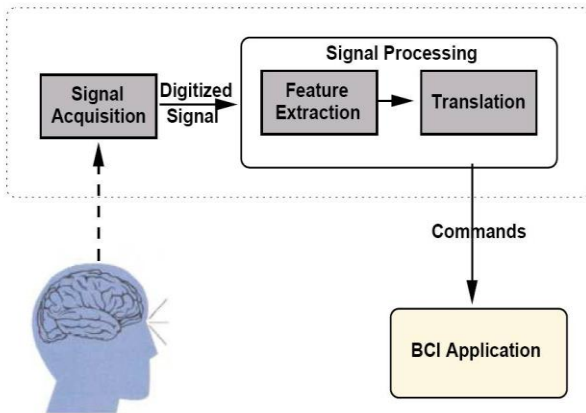 Signal Processing
Signal
Acquisition
Digitized
Signal
Feature
Extraction
Translation
Commands
BCI Application